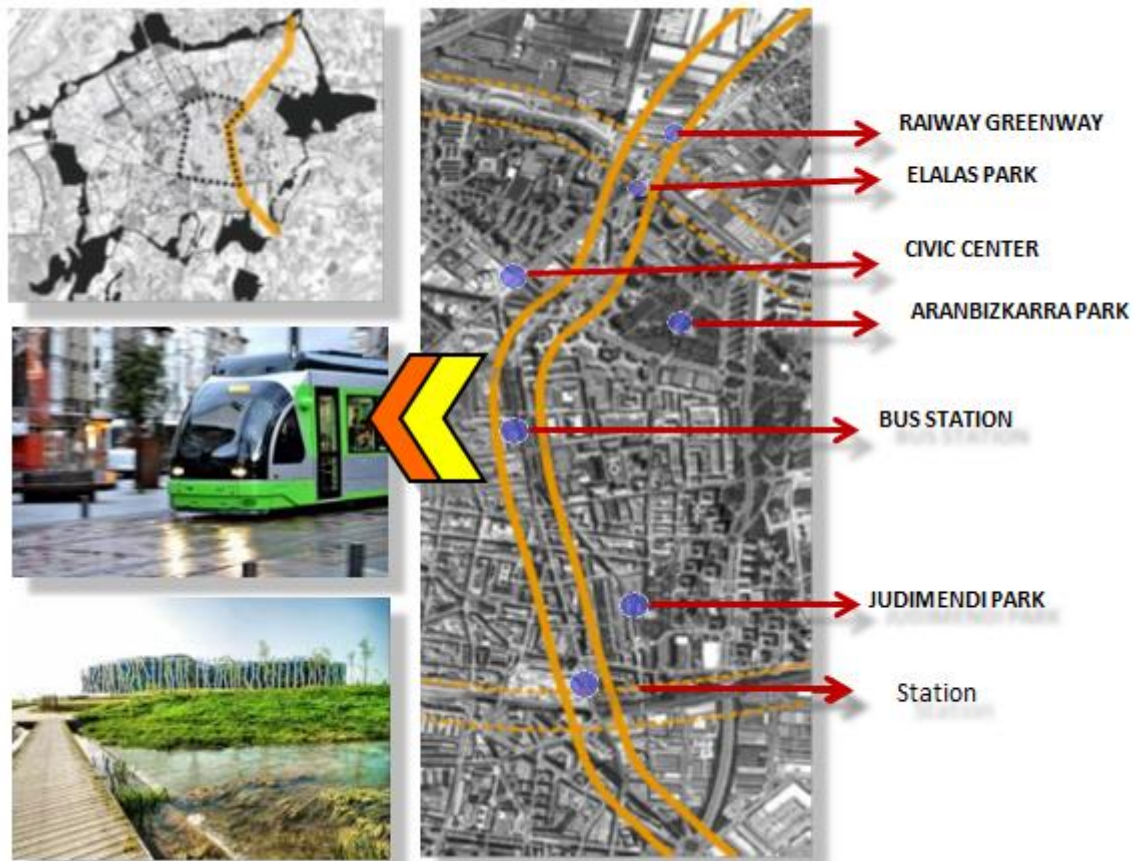 RAIWAY GREENWAY
ELALAS PARK
CIVIC CENTER
ARANBIZKARRA PARK
BUS STATION
JUDIMENDI PARK
Station